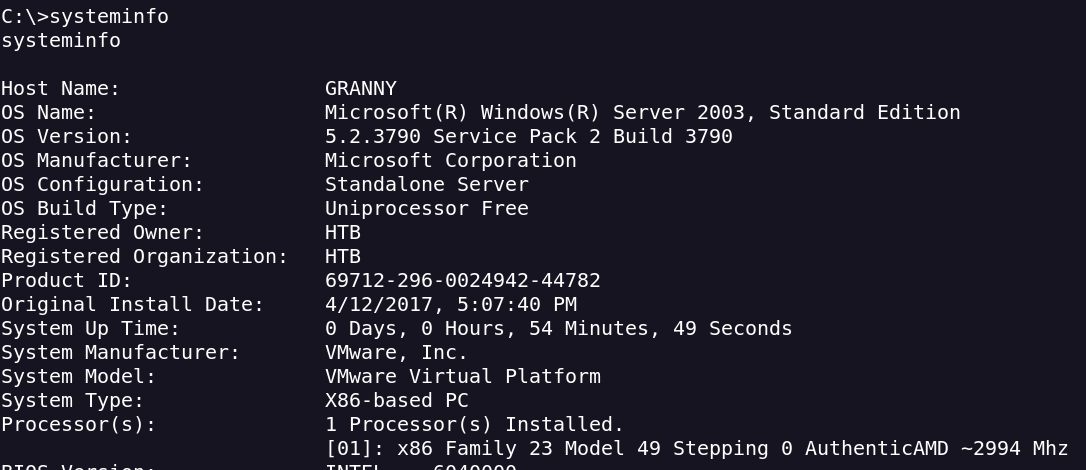 C:\>systeminfo
systeminfo
Host Name: GRANNY
OS Name: Microsoft(R) Windows(R) Server 2003, Standard Edition
OS Version: 5.2.3790 Service Pack 2 Build 3790
OS Manufacturer: Microsoft Corporation
OS Configuration: Standalone Server
OS Build Type: Uniprocessor Free
Registered Owner: HTB
Registered Organization: HTB
Product ID: 69712-296-0024942-44782
Original Install Date: 4/12/2017, 5:07:40 PM
System Up Time: 0 Days, 0 Hours, 54 Minutes, 49 Seconds
System Manufacturer: VMware, Inc.
System Model: VMware Virtual Platform
System Type: X86-based PC
Processor(s): 1 Processor(s) Installed.
[01]: x86 Family 23 Model 49 Stepping 0 AuthenticAMD ~2994 Mhz
BIOS Version: INTEL - 6040000